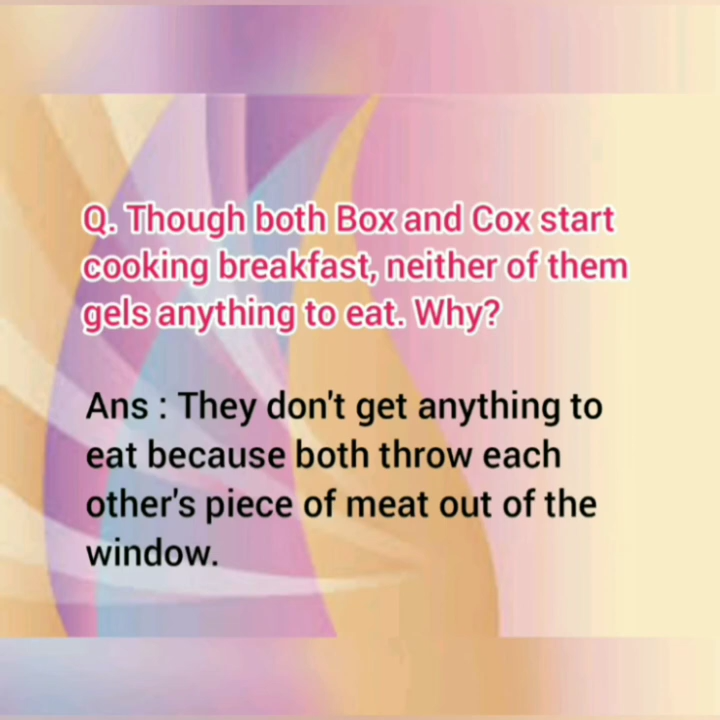 Q. Though both Box and Cox start
cooking breakfast, neither of them
gels anything to eat. Why?
Ans : They don't get anything to
eat because both throw each
other's piece of meat out of the
window.